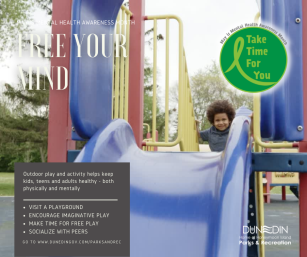 MENTAL HEALTH AWARENESS MONTH
FREE YOUR
MIND
May is Mental Health Awareness Month
Take
Time
For
You
Outdoor play and activity helps keep
kids, teens and adults healthy - both
physically and mentally
• VISIT A PLAYGROUND
• ENCOURAGE IMAGINATIVE PLAY
• MAKE TIME FOR FREE PLAY
• SOCIALIZE WITH PEERS
GO TO WWW.DUNEDINGOV.COM/PARKSANDREC
DUNEDIN
Parks & Recreation